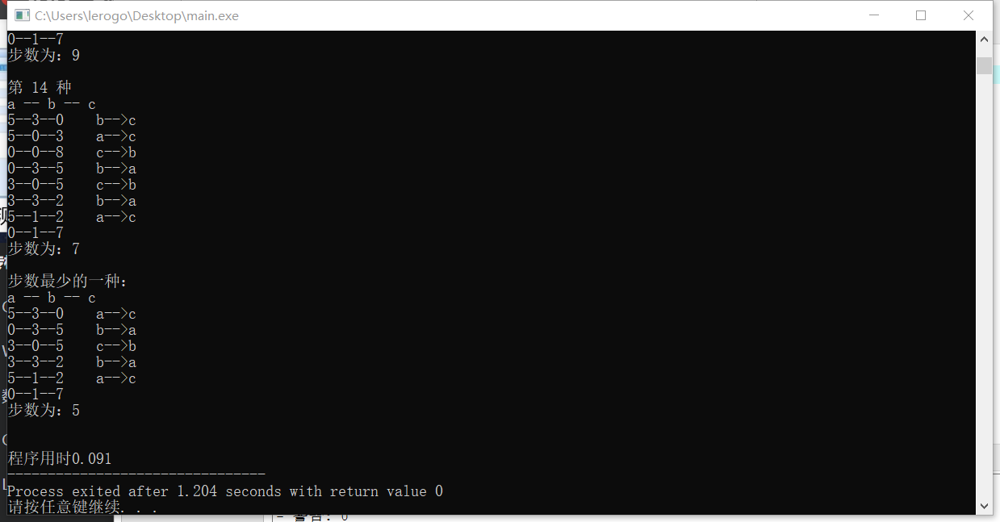 C:\Users\lerogo\Desktop\main.exe
0--1--7
步数为：9
第 14 种
a -- b -- c
5--3--0    b-->c
5--0--3    a-->c
0--0--8    c-->b
0--3--5    b-->a
3--0--5    c-->b
3--3--2    b-->a
5--1--2    a-->c
0--1--7
步数为：7
步数最少的一种：
a -- b -- c
5--3--0    a-->c
0--3--5    b-->a
3--0--5    c-->b
3--3--2    b-->a
5--1--2    a-->c
0--1--7
步数为：5
程序用时0.091
--------------------------------
Process exited after 1.204 seconds with return value 0
请按任意键继续. . .
- 警告: 0